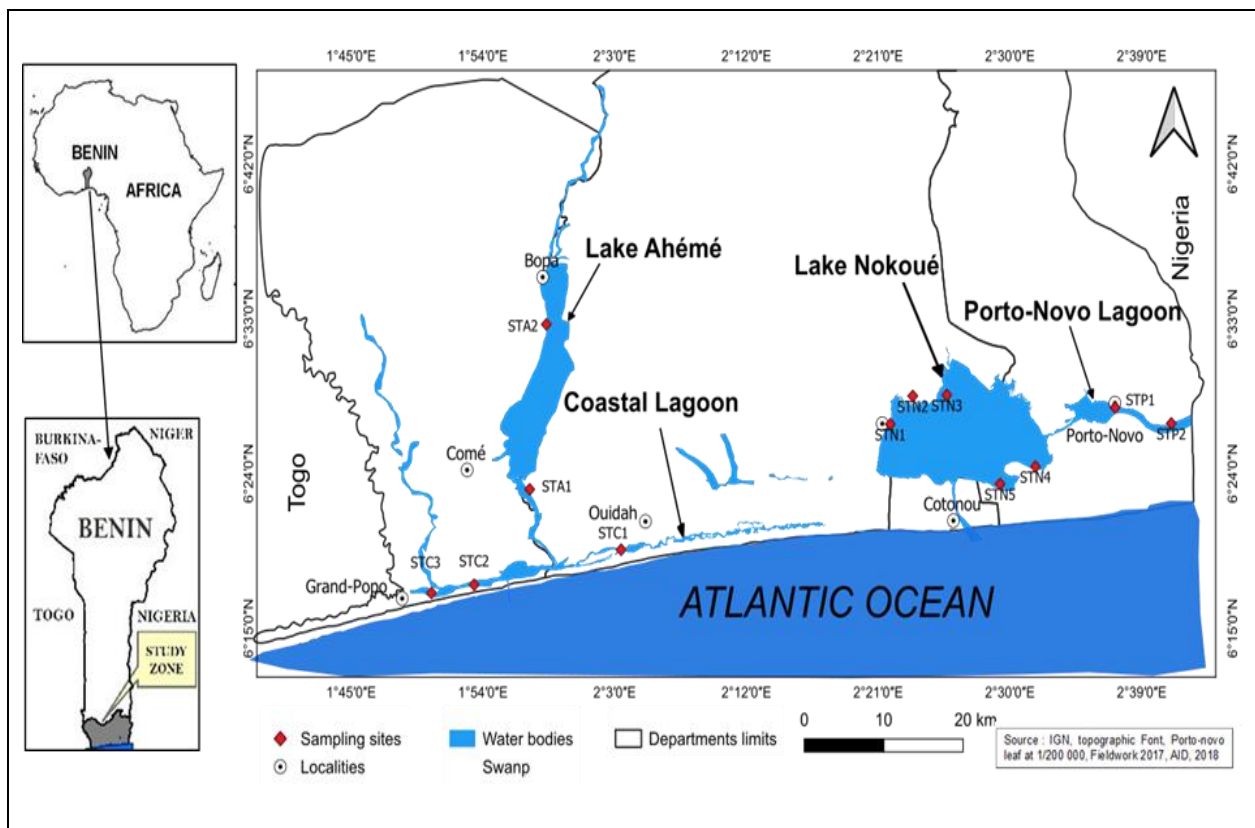 BENIN
AFRICA
BURKINA-
FASO
NIGER
BENIN
TOGO
NIGERIA
STUDY
ZONE
1°45'0"E 1°54'0"E 2°3'0"E 2°12'0"E 2°21'0"E 2°30'0"E 2°39'0"E
6°42'0"N
6°33'0"N
6°24'0"N
6°15'0"N
Togo
Nigeria
6°42'0"N
6°33'0"N
6°24'0"N
6°15'0"N
Bopa
Lake Ahémé
Lake Nokoué
Porto-Novo Lagoon
STA2
Coastal Lagoon
STN2 STN3
STP1
STN1
Porto-Novo
STP2
Comé
STA1
STN4
STN5
Ouidah
Cotonou
STC1
STC3
STC2
Grand-Popo
ATLANTIC OCEAN
1°45'0"E 1°54'0"E 2°3'0"E 2°12'0"E 2°21'0"E 2°30'0"E 2°39'0"E
Sampling sites
Localities
Water bodies
Swanp
Departments limits
0 10 20 km
Source : IGN, topographic Font, Porto-novo
leaf at 1/200 000, Fieldwork 2017, AID, 2018